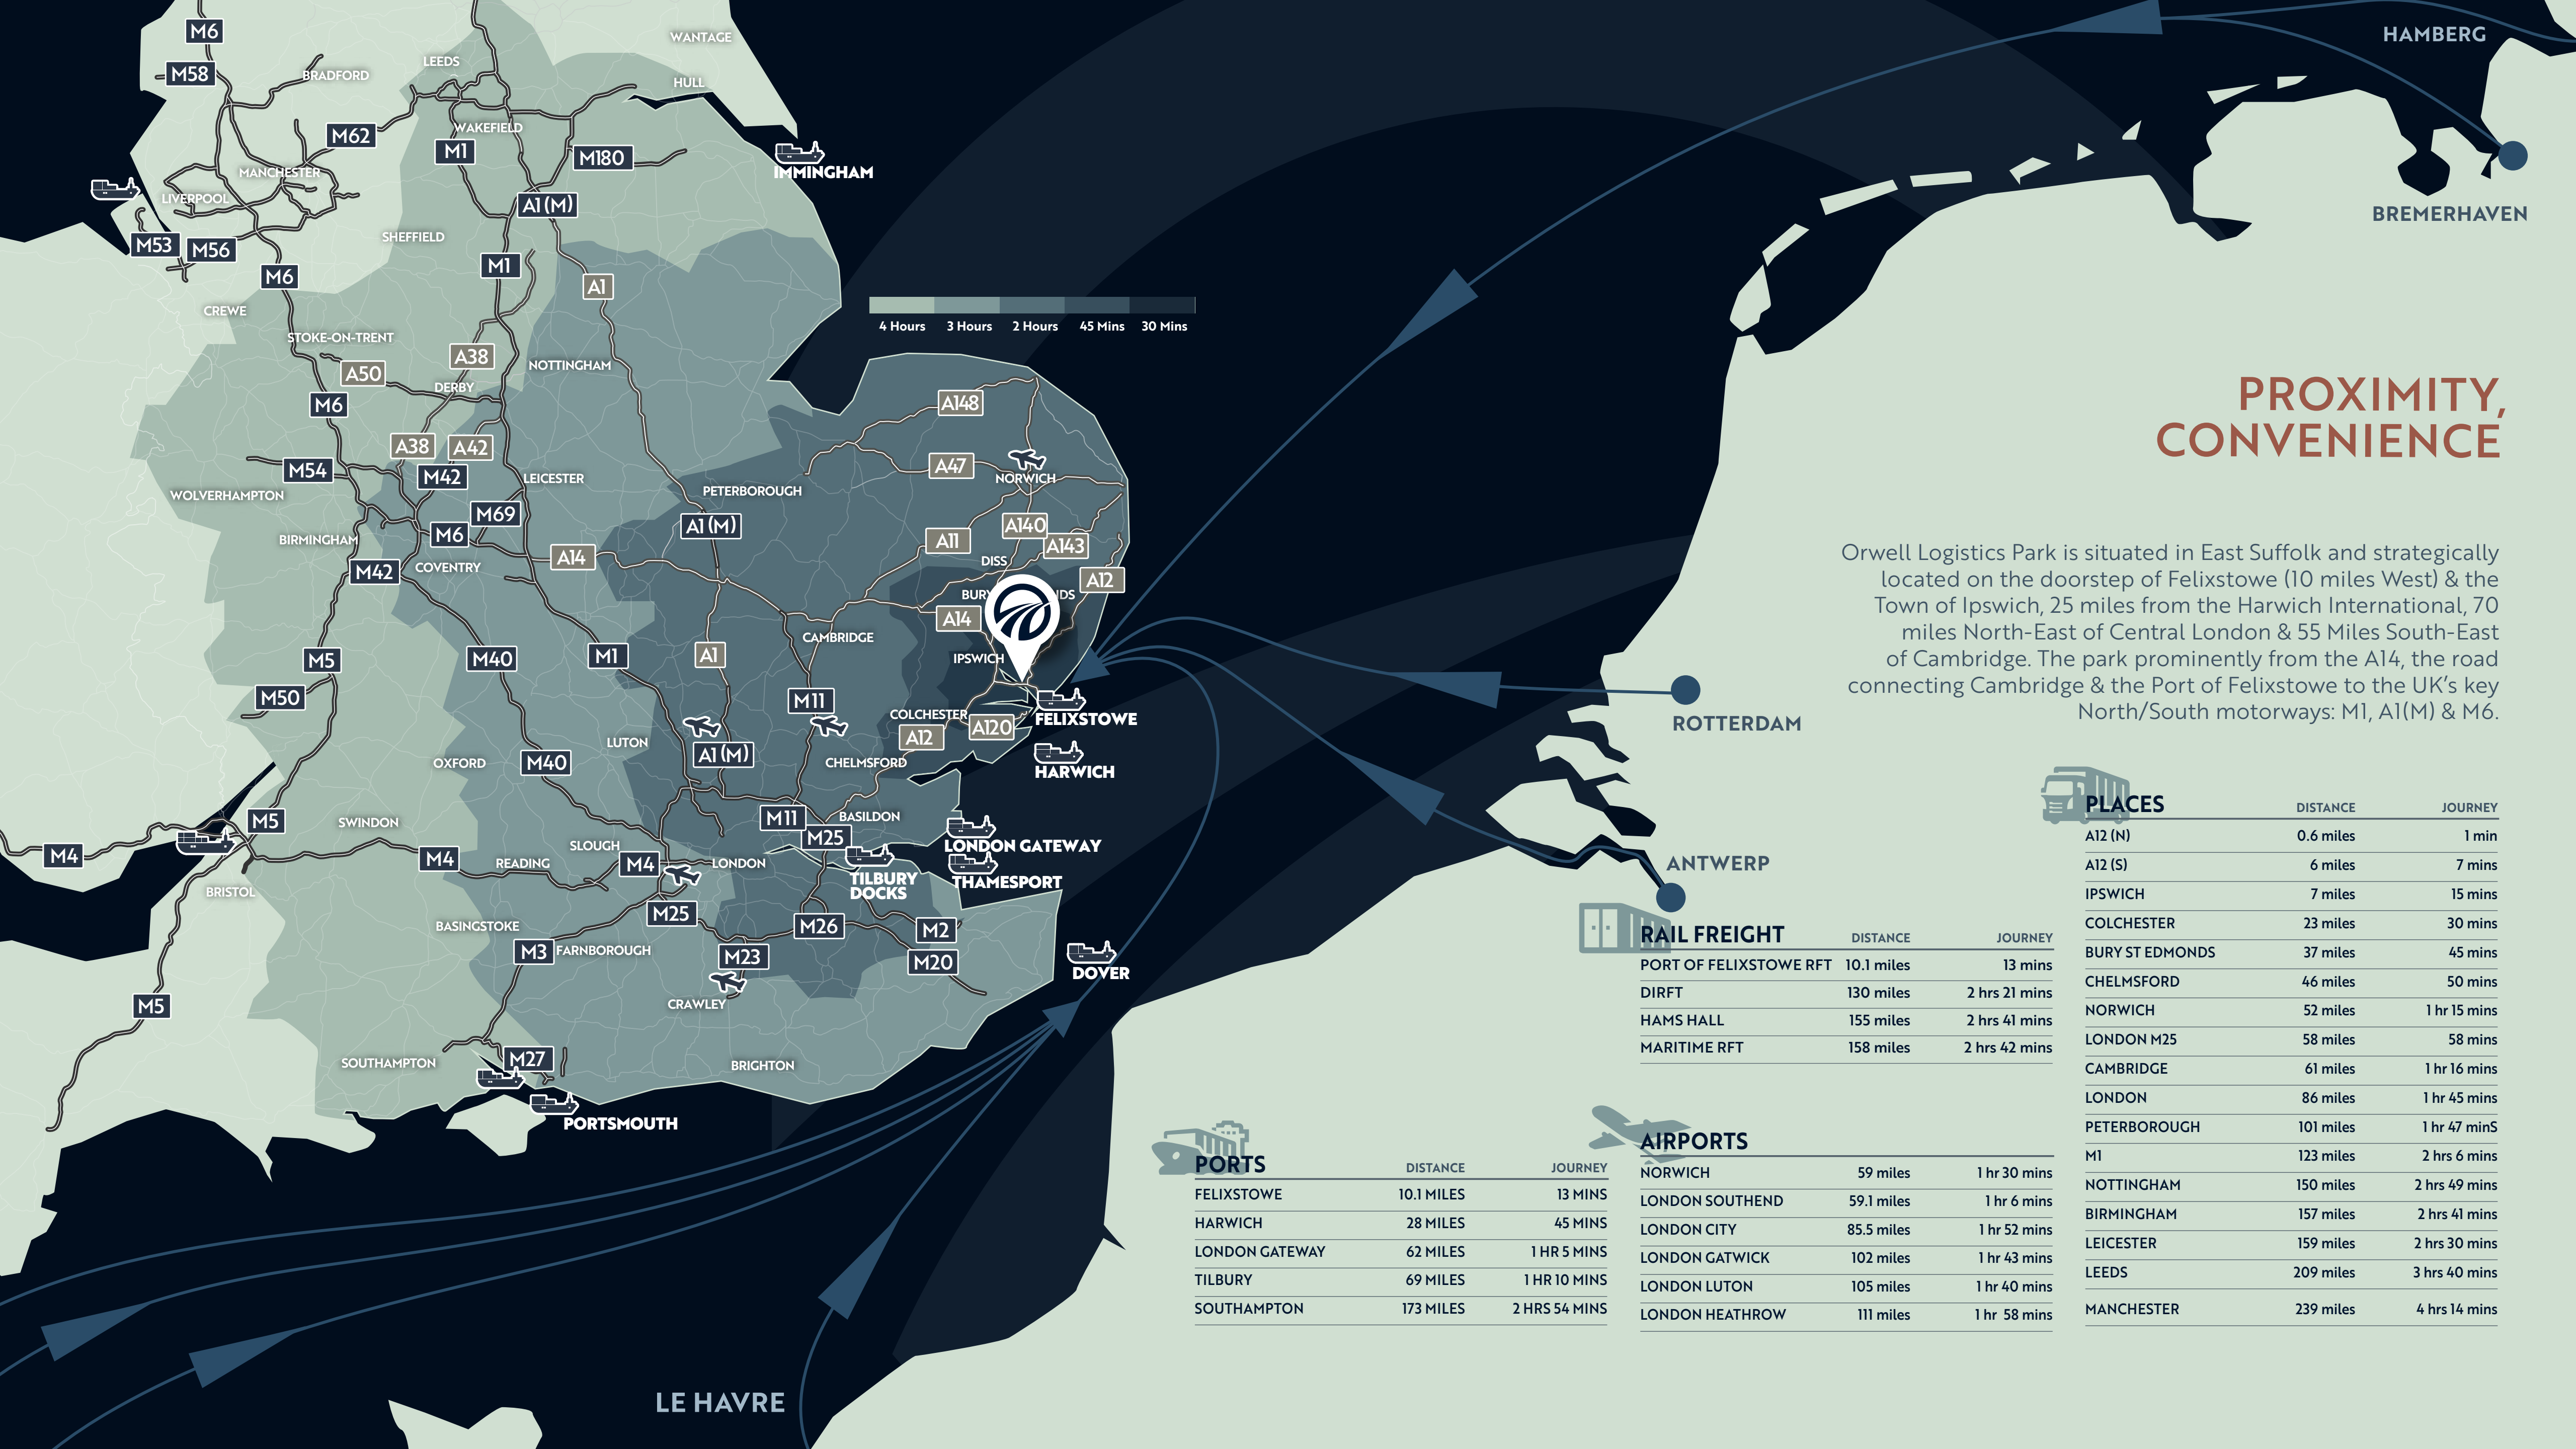 M6
HAMBERG
WANTAGE
LEEDS
M58
BRADFORD
HULL
M62
WAKEFIELD
M1
M180
IMMINGHAM
MANCHESTER
LIVERPOOL
A1 (M)
BREMERHAVEN
SHEFFIELD
M53
M56
M6
M1
A1
CREWE
4 Hours 3 Hours 2 Hours 45 Mins 30 Mins
STOKE-ON-TRENT
A38
NOTTINGHAM
A50
DERBY
M6
A148
PROXIMITY,
CONVENIENCE
A38
A42
M54
M42
LEICESTER
A47
NORWICH
WOLVERHAMPTON
PETERBOROUGH
M69
A1 (M)
A140
M6
BIRMINGHAM
A11
A143
A14
DISS
M42
COVENTRY
A12
BURY
NDS
A14
CAMBRIDGE
Orwell Logistics Park is situated in East Suffolk and strategically
located on the doorstep of Felixstowe (10 miles West) & the
Town of Ipswich, 25 miles from the Harwich International, 70
miles North-East of Central London & 55 Miles South-East
of Cambridge. The park prominently from the A14, the road
connecting Cambridge & the Port of Felixstowe to the UK’s key
North/South motorways: M1, A1(M) & M6.
M5
M40
M1
A1
IPSWICH
M50
M11
ROTTERDAM
COLCHESTER
FELIXSTOWE
A120
A12
LUTON
A1 (M)
OXFORD
M40
CHELMSFORD
HARWICH
M5
SWINDON
M11
BASILDON
M25
LONDON GATEWAY
M4
M4
READING
SLOUGH
M4
LONDON
TILBURY
DOCKS
THAMESPORT
ANTWERP
BRISTOL
M25
BASINGSTOKE
M26
M2
M3
FARNBOROUGH
M23
M20
DOVER
CRAWLEY
M5
SOUTHAMPTON
M27
BRIGHTON
PORTSMOUTH
LE HAVRE
PLACES DISTANCE JOURNEY
A12 (N) 0.6 miles 1 min
A12 (S) 6 miles 7 mins
IPSWICH 7 miles 15 mins
COLCHESTER 23 miles 30 mins
BURY ST EDMONDS 37 miles 45 mins
CHELMSFORD 46 miles 50 mins
NORWICH 52 miles 1 hr 15 mins
LONDON M25 58 miles 58 mins
CAMBRIDGE 61 miles 1 hr 16 mins
LONDON 86 miles 1 hr 45 mins
PETERBOROUGH 101 miles 1 hr 47 minS
M1 123 miles 2 hrs 6 mins
NOTTINGHAM 150 miles 2 hrs 49 mins
BIRMINGHAM 157 miles 2 hrs 41 mins
LEICESTER 159 miles 2 hrs 30 mins
LEEDS 209 miles 3 hrs 40 mins
MANCHESTER 239 miles 4 hrs 14 mins
RAIL FREIGHT DISTANCE JOURNEY
PORT OF FELIXSTOWE RFT 10.1 miles 13 mins
DIRFT 130 miles 2 hrs 21 mins
HAMS HALL 155 miles 2 hrs 41 mins
MARITIME RFT 158 miles 2 hrs 42 mins
AIRPORTS
NORWICH 59 miles 1 hr 30 mins
LONDON SOUTHEND 59.1 miles 1 hr 6 mins
LONDON CITY 85.5 miles 1 hr 52 mins
LONDON GATWICK 102 miles 1 hr 43 mins
LONDON LUTON 105 miles 1 hr 40 mins
LONDON HEATHROW 111 miles 1 hr 58 mins
PORTS DISTANCE JOURNEY
FELIXSTOWE 10.1 MILES 13 MINS
HARWICH 28 MILES 45 MINS
LONDON GATEWAY 62 MILES 1 HR 5 MINS
TILBURY 69 MILES 1 HR 10 MINS
SOUTHAMPTON 173 MILES 2 HRS 54 MINS